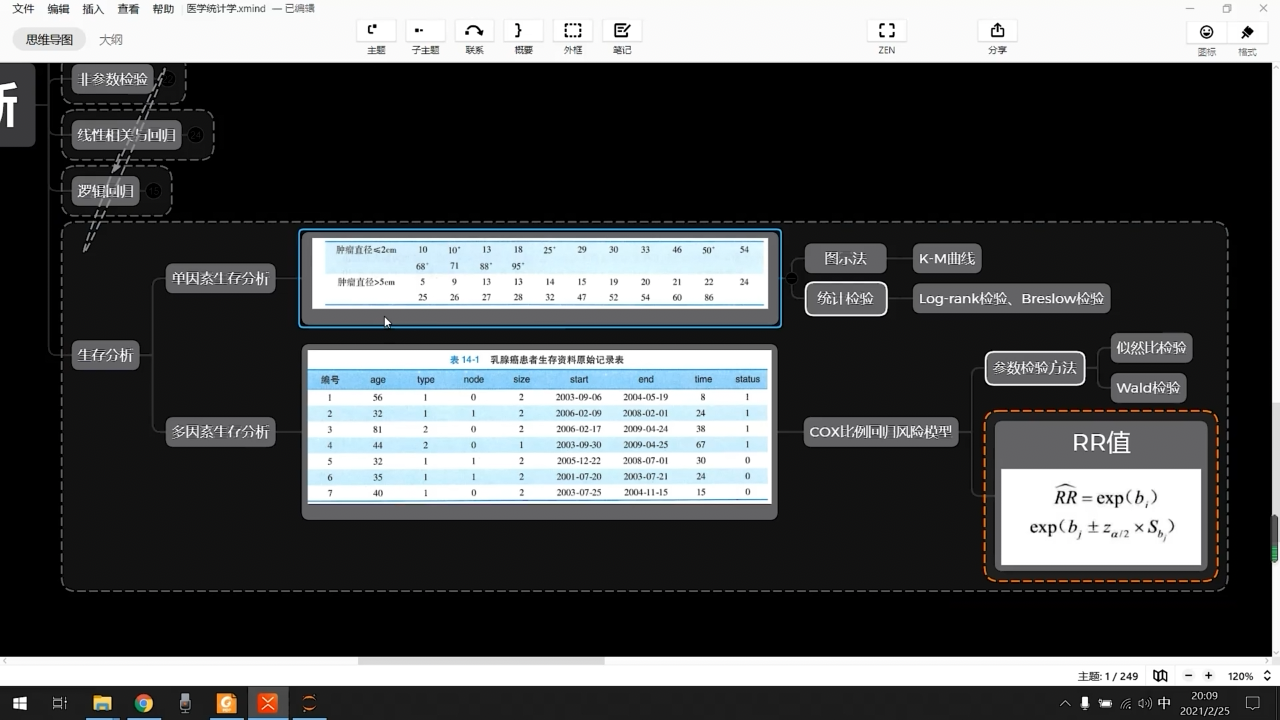 文件 编辑 插入 查看 帮助 医学统计学.xmind — 已编辑
思维导图 大纲
主题 子主题 联系 概要 外框 笔记 ZEN 分享 图标 格式
非参数检验
线性相关与回归
逻辑回归
析
生存分析
单因素生存分析
肿瘤直径≤2cm 10 10⁺ 13 18 25⁺ 29 30 33 46 50⁺ 54
68⁺ 71 88⁺ 95⁺
肿瘤直径>5cm 5 9 13 13 14 15 19 20 21 22 24
25 26 27 28 32 47 52 54 60 86
图示法 K-M曲线
统计检验 Log-rank检验、Breslow检验
多因素生存分析
表 14-1 乳腺癌患者生存资料原始记录表
编号 age type node size start end time status
1 56 1 0 2 2003-09-06 2004-05-19 8 1
2 32 1 1 2 2006-02-09 2008-02-01 24 1
3 81 2 0 2 2006-02-17 2009-04-24 38 1
4 44 2 0 1 2003-09-30 2009-04-25 67 1
5 32 1 1 2 2005-12-22 2008-07-01 30 0
6 35 1 1 2 2001-07-20 2003-07-21 24 0
7 40 1 0 2 2003-07-25 2004-11-15 15 0
COX比例回归风险模型
参数检验方法
似然比检验
Wald检验
RR值
R̂R = exp(bᵢ)
exp(bⱼ ± z_{α/2} × S_{bⱼ})
主题: 1 / 249 120%
中 20:09
2021/2/25